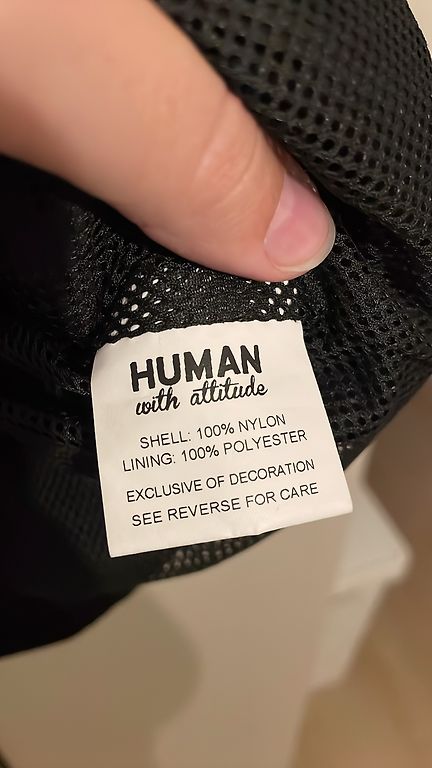 HUMAN
with attitude
SHELL: 100% NYLON
LINING: 100% POLYESTER
EXCLUSIVE OF DECORATION
SEE REVERSE FOR CARE